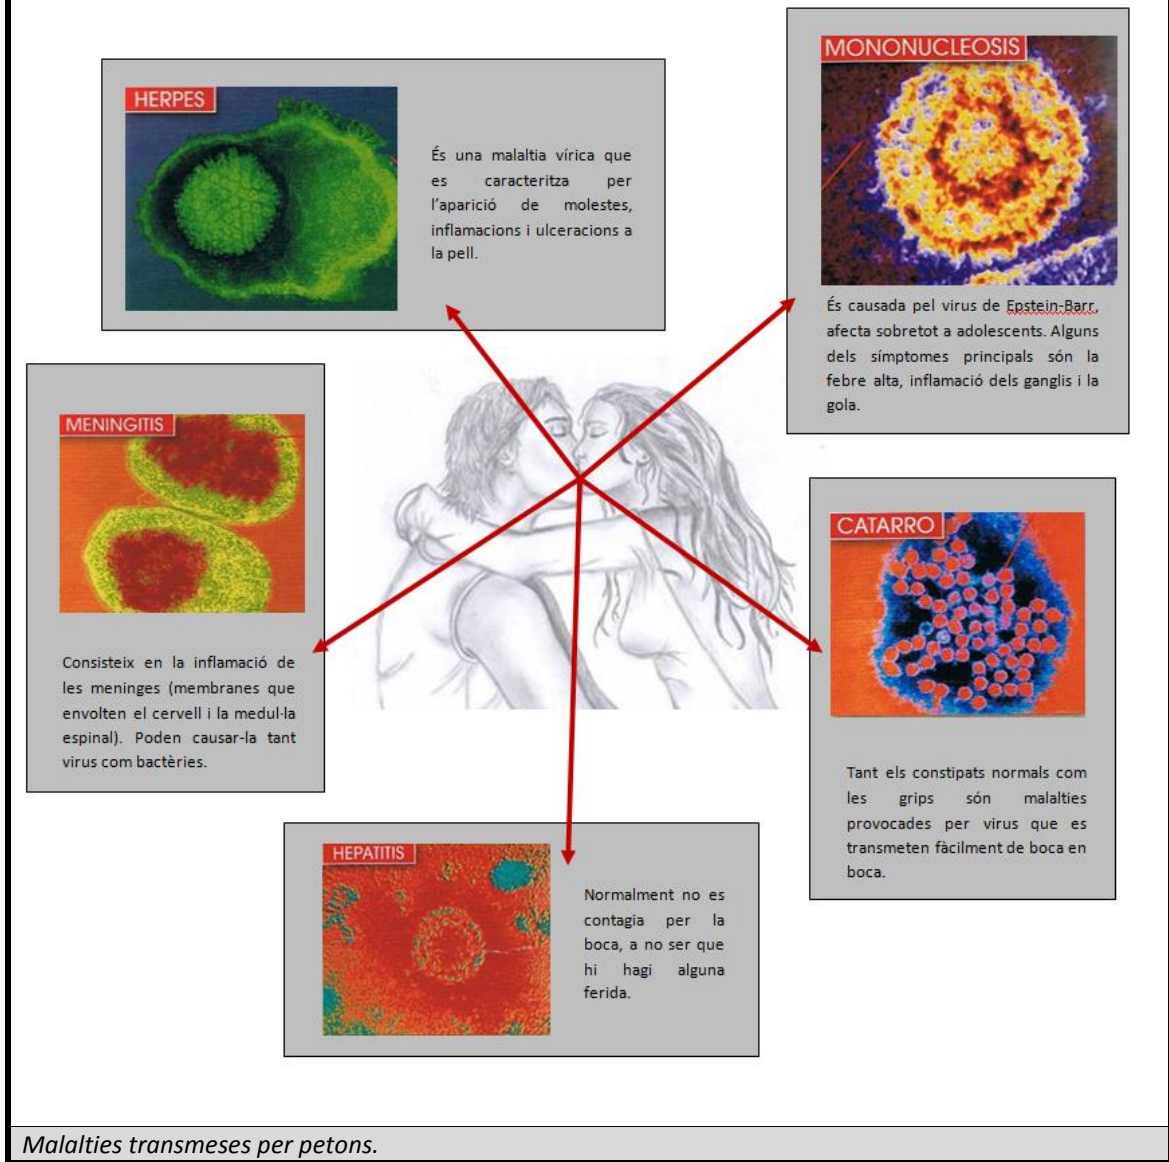 HERPES
És una malaltia vírica que
es caracteritza per
l'aparició de molestes,
inflamacions i ulceracions a
la pell.
MONONUCLEOSIS
És causada pel virus de Epstein-Barr,
afecta sobretot a adolescents. Alguns
dels símptomes principals són la
febre alta, inflamació dels ganglis i la
gola.
MENINGITIS
Consisteix en la inflamació de
les meninges (membranes que
envolten el cervell i la medul·la
espinal). Poden causar-la tant
virus com bactèries.
CATARRO
Tant els constipats normals com
les grips són malalties
provocades per virus que es
transmeten fàcilment de boca en
boca.
HEPATITIS
Normalment no es
contagia per la
boca, a no ser que
hi hagi alguna
ferida.
Malalties transmeses per petons.